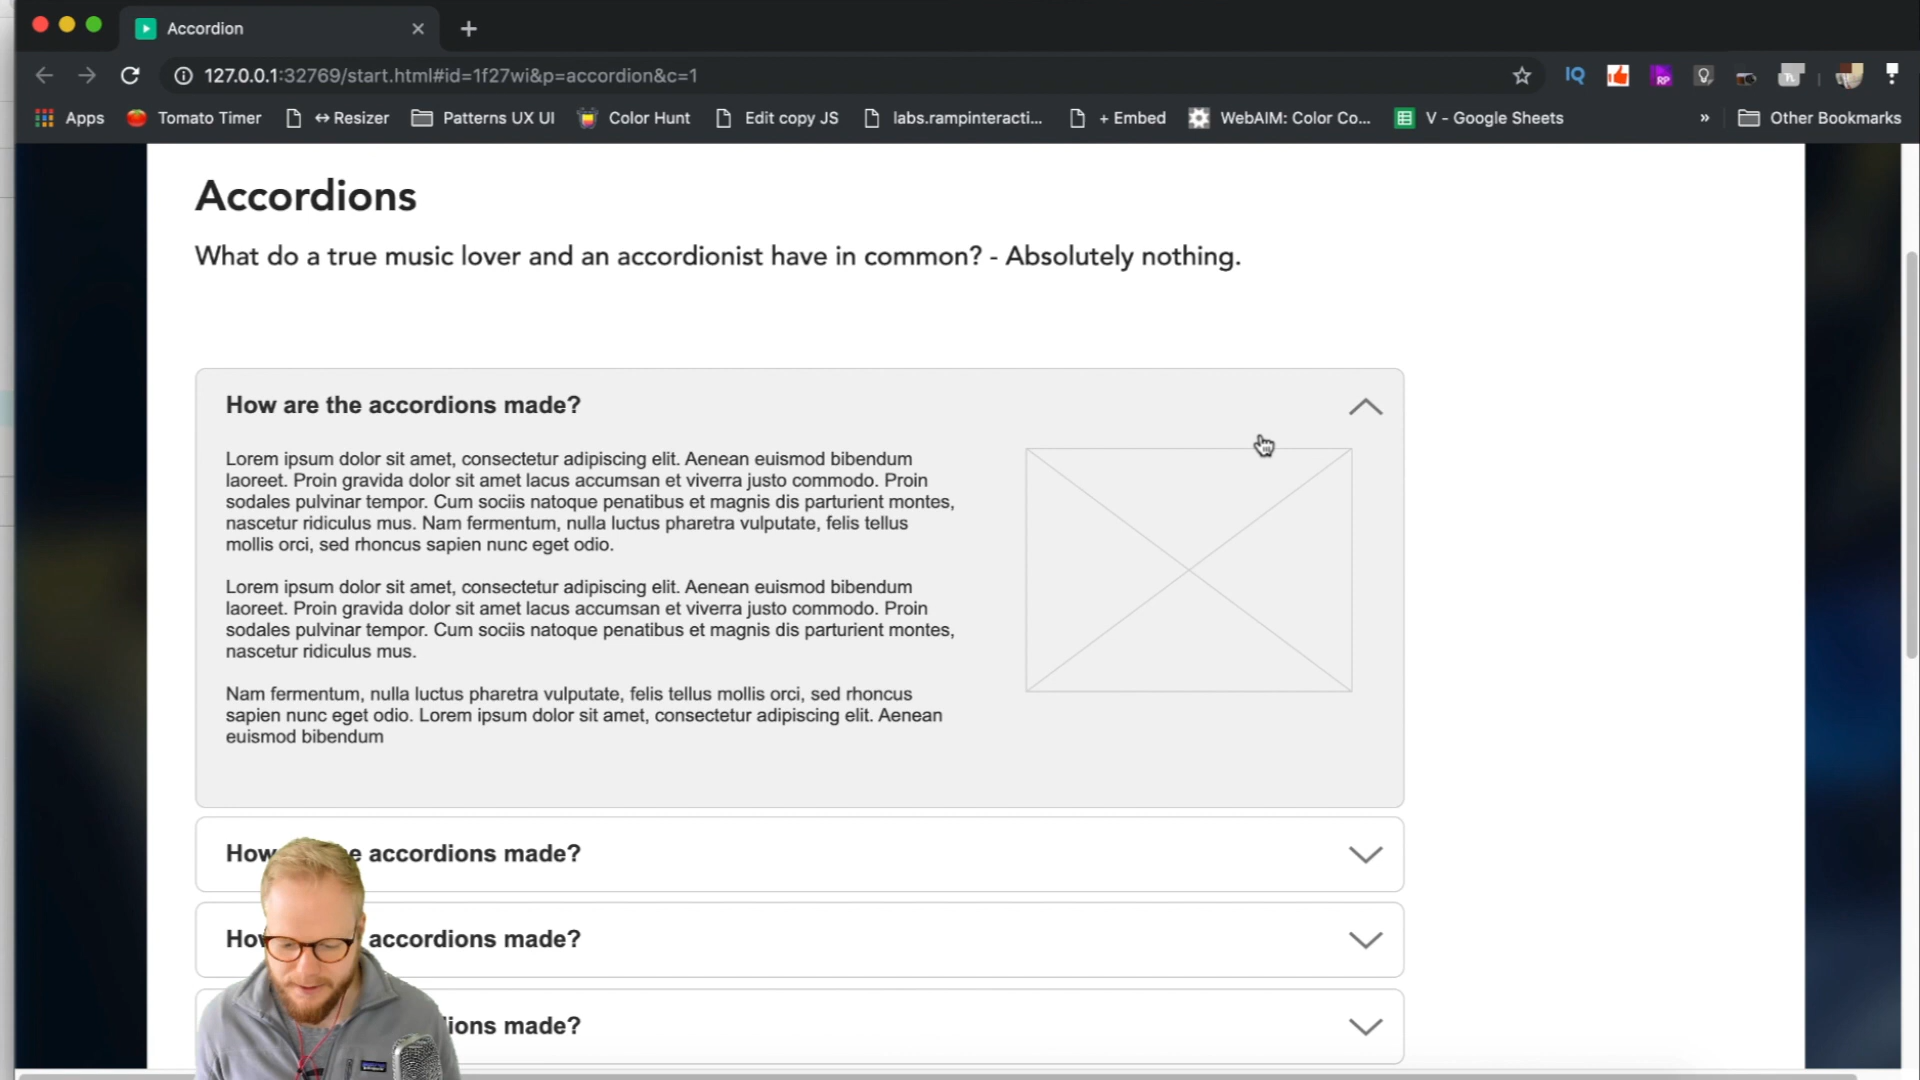 Accordion
127.0.0.1:32769/start.html#id=1f27wi&p=accordion&c=1
IQ
RP
Apps
Tomato Timer
↔ Resizer
Patterns UX UI
Color Hunt
Edit copy JS
labs.rampinteracti...
+ Embed
WebAIM: Color Co...
V - Google Sheets
»
Other Bookmarks
Accordions
What do a true music lover and an accordionist have in common? - Absolutely nothing.
How are the accordions made?
Lorem ipsum dolor sit amet, consectetur adipiscing elit. Aenean euismod bibendum
laoreet. Proin gravida dolor sit amet lacus accumsan et viverra justo commodo. Proin
sodales pulvinar tempor. Cum sociis natoque penatibus et magnis dis parturient montes,
nascetur ridiculus mus. Nam fermentum, nulla luctus pharetra vulputate, felis tellus
mollis orci, sed rhoncus sapien nunc eget odio.
Lorem ipsum dolor sit amet, consectetur adipiscing elit. Aenean euismod bibendum
laoreet. Proin gravida dolor sit amet lacus accumsan et viverra justo commodo. Proin
sodales pulvinar tempor. Cum sociis natoque penatibus et magnis dis parturient montes,
nascetur ridiculus mus.
Nam fermentum, nulla luctus pharetra vulputate, felis tellus mollis orci, sed rhoncus
sapien nunc eget odio. Lorem ipsum dolor sit amet, consectetur adipiscing elit. Aenean
euismod bibendum
How accordions made?
accordions made?
made?